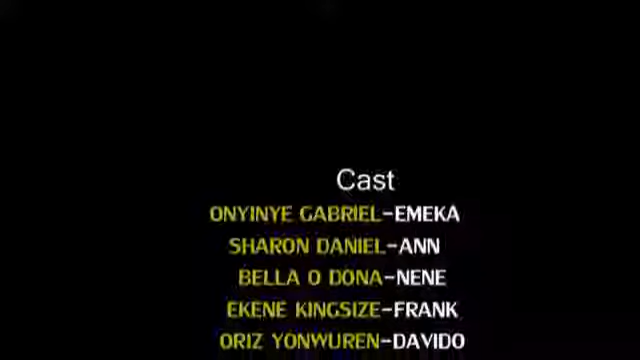 Cast
ONYINYE GABRIEL-EMEKA
SHARON DANIEL-ANN
BELLA O DONA-NENE
EKENE KINGSIZE-FRANK
ORIZ YONWUREN-DAVIDO